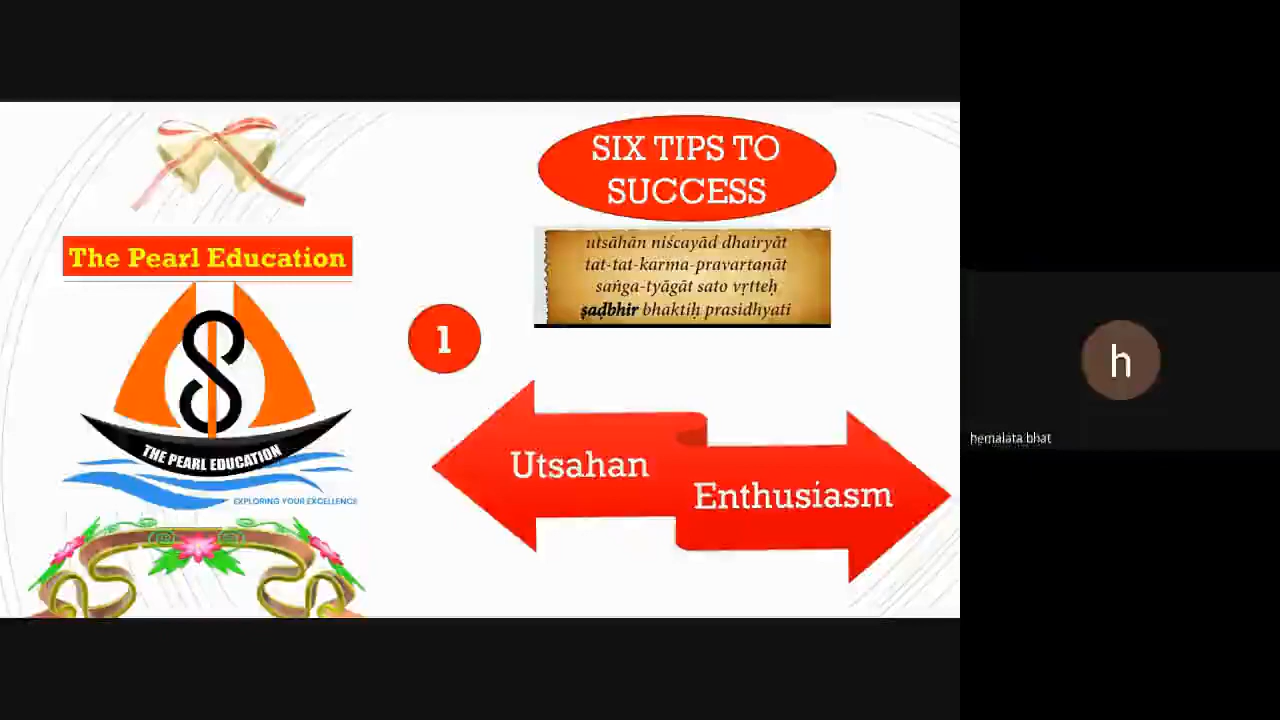 The Pearl Education
THE PEARL EDUCATION
EXPLORING YOUR EXCELLENCE
SIX TIPS TO
SUCCESS
utsāhān niścayād dhairyāt
tat-tat-karma-pravartanāt
saṅga-tyāgāt sato vṛtteḥ
ṣaḍbhir bhaktiḥ prasidhyati
1
Utsahan
Enthusiasm
h
hemalata bhat